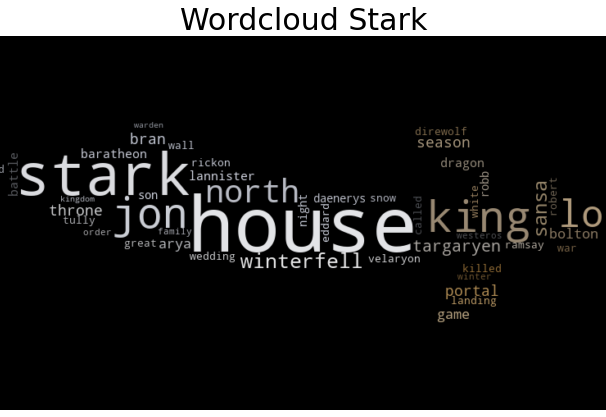 Wordcloud Stark
warden
direwolf
bran wall season
battle baratheon rickon dragon
stark lannister white robb
kingdom son north night daenerys snow sansa robert
throne jon house eddard called king lo
tully family westeros bolton
order great arya targaryen ramsay war
wedding winterfell velaryon
killed
winter
portal
landing
game